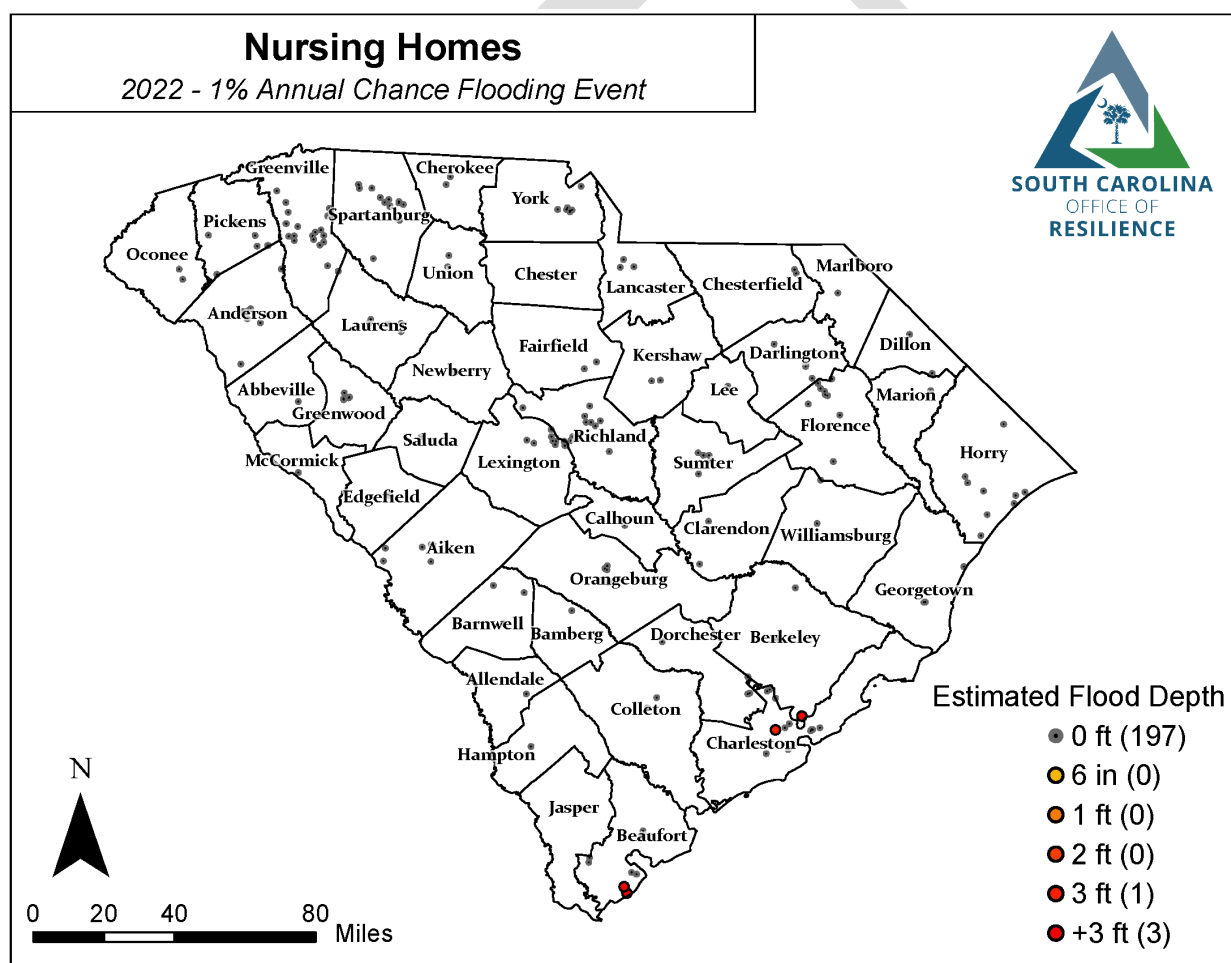 Nursing Homes
2022 - 1% Annual Chance Flooding Event
SOUTH CAROLINA
OFFICE OF
RESILIENCE
Greenville
Cherokee
York
Pickens
Spartanburg
Oconee
Union
Chester
Lancaster
Chesterfield
Marlboro
Anderson
Laurens
Fairfield
Kershaw
Darlington
Dillon
Newberry
Abbeville
Greenwood
Lee
Marion
Saluda
Richland
Florence
Horry
McCormick
Lexington
Sumter
Edgefield
Calhoun
Clarendon
Williamsburg
Aiken
Orangeburg
Georgetown
Barnwell
Bamberg
Dorchester
Berkeley
Allendale
Colleton
Hampton
Charleston
Jasper
Beaufort
Estimated Flood Depth
0 ft (197)
6 in (0)
1 ft (0)
2 ft (0)
3 ft (1)
+3 ft (3)
N
0 20 40 80
Miles